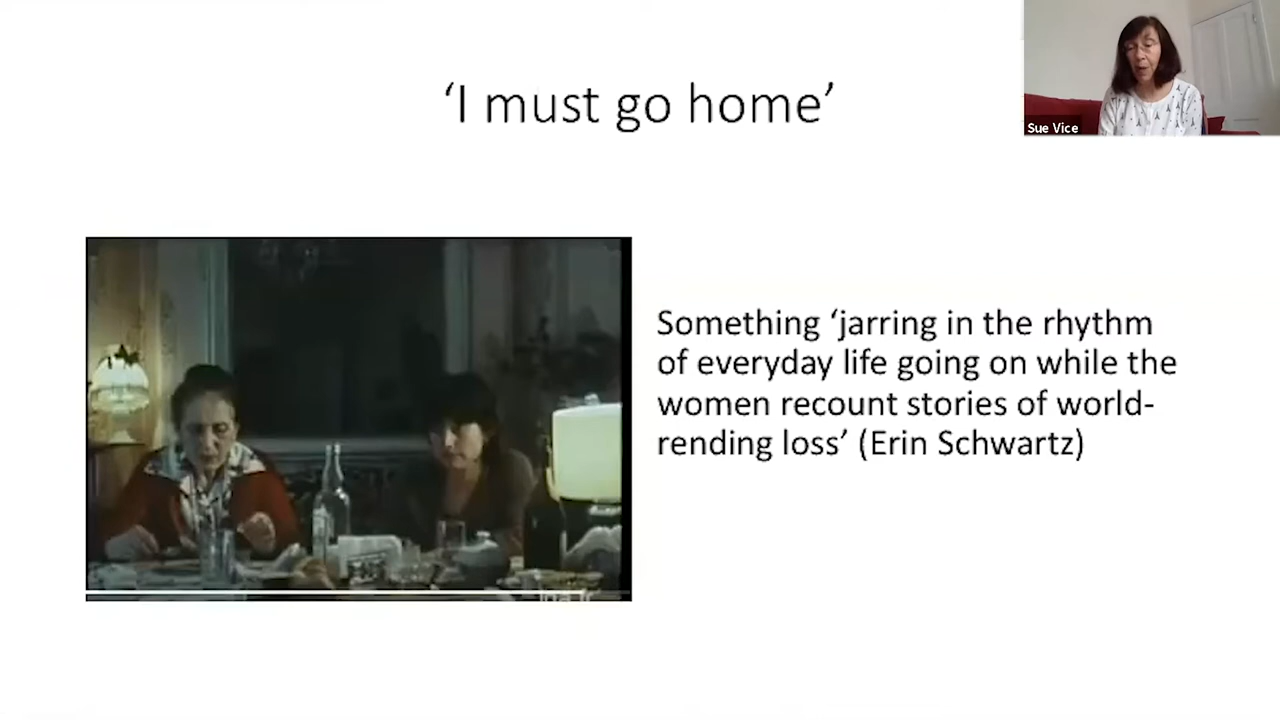 ‘I must go home’
Sue Vice
Something ‘jarring in the rhythm
of everyday life going on while the
women recount stories of world-
rending loss’ (Erin Schwartz)